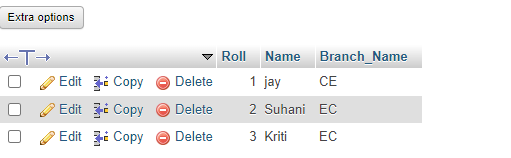 Extra options
Roll Name Branch_Name
Edit Copy Delete 1 jay CE
Edit Copy Delete 2 Suhani EC
Edit Copy Delete 3 Kriti EC